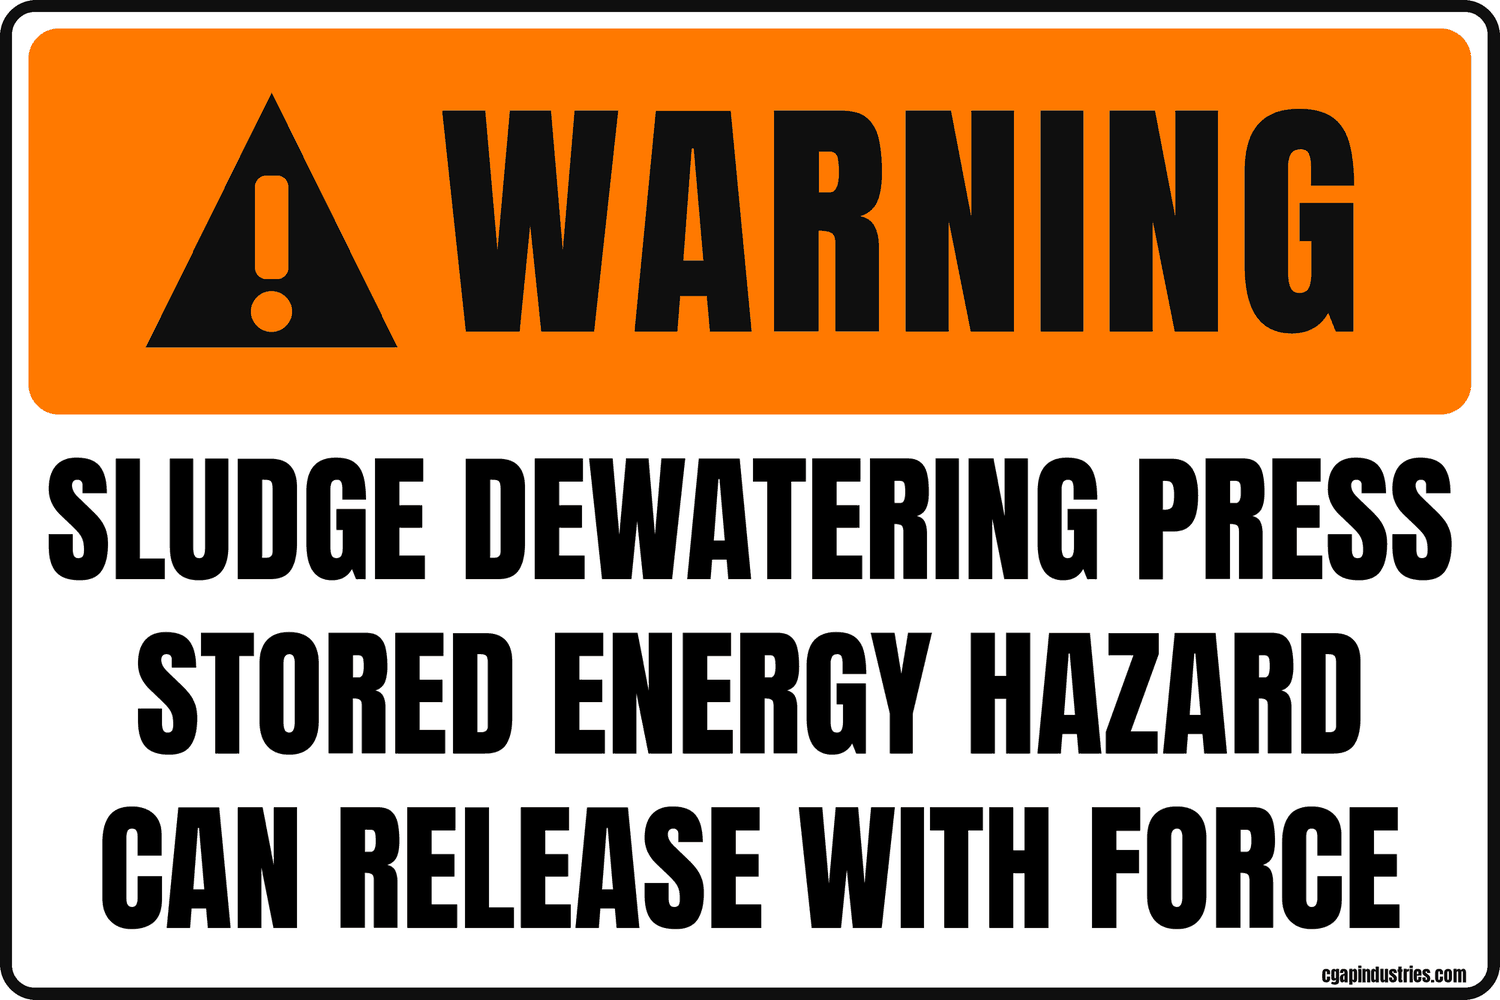 WARNING
SLUDGE DEWATERING PRESS
STORED ENERGY HAZARD
CAN RELEASE WITH FORCE
cgapindustries.com